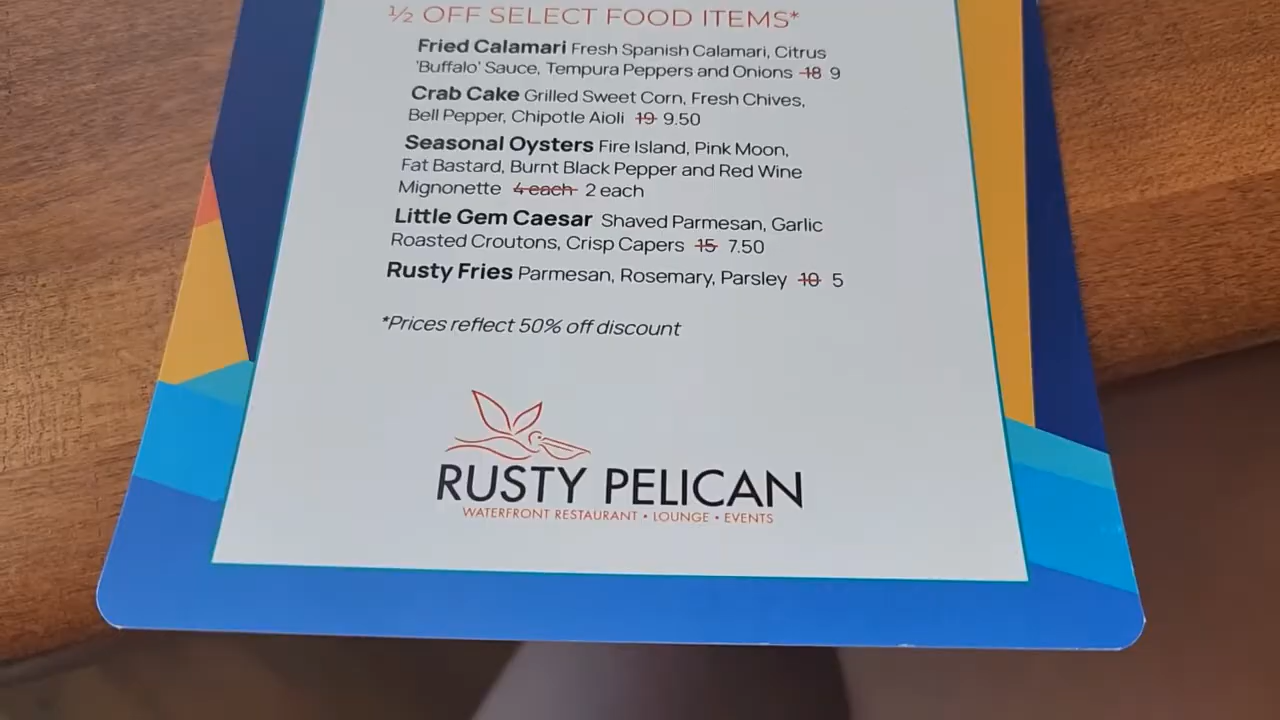 ½ OFF SELECT FOOD ITEMS*
Fried Calamari Fresh Spanish Calamari, Citrus
'Buffalo' Sauce, Tempura Peppers and Onions 18 9
Crab Cake Grilled Sweet Corn, Fresh Chives,
Bell Pepper, Chipotle Aioli 19 9.50
Seasonal Oysters Fire Island, Pink Moon,
Fat Bastard, Burnt Black Pepper and Red Wine
Mignonette 4 each 2 each
Little Gem Caesar Shaved Parmesan, Garlic
Roasted Croutons, Crisp Capers 15 7.50
Rusty Fries Parmesan, Rosemary, Parsley 10 5
*Prices reflect 50% off discount
RUSTY PELICAN
WATERFRONT RESTAURANT • LOUNGE • EVENTS